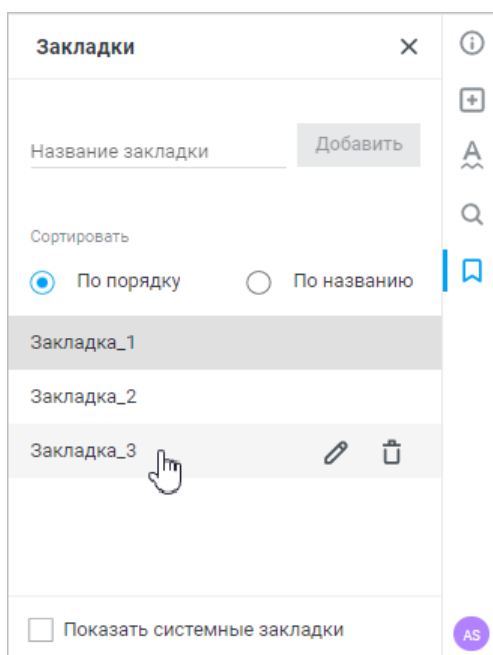 Закладки
Название закладки
Добавить
Сортировать
По порядку
По названию
Закладка_1
Закладка_2
Закладка_3
Показать системные закладки
AS